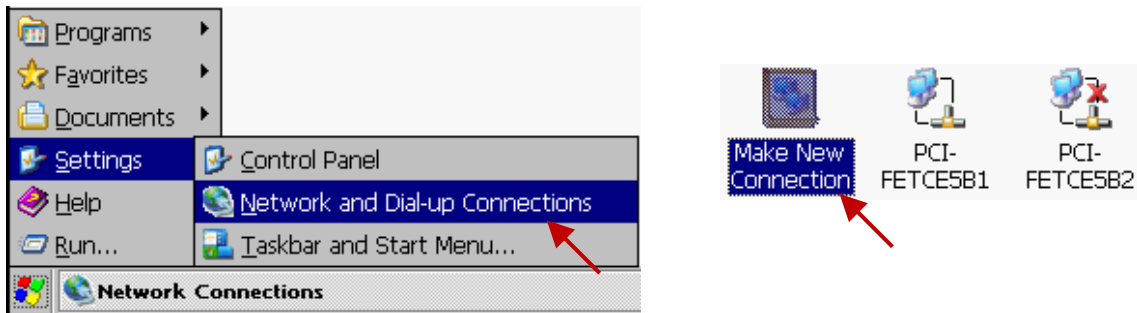 Programs
Favorites
Documents
Settings
Help
Run...
Control Panel
Network and Dial-up Connections
Taskbar and Start Menu...
Network Connections
Make New
Connection
PCI-
FETCE5B1
PCI-
FETCE5B2